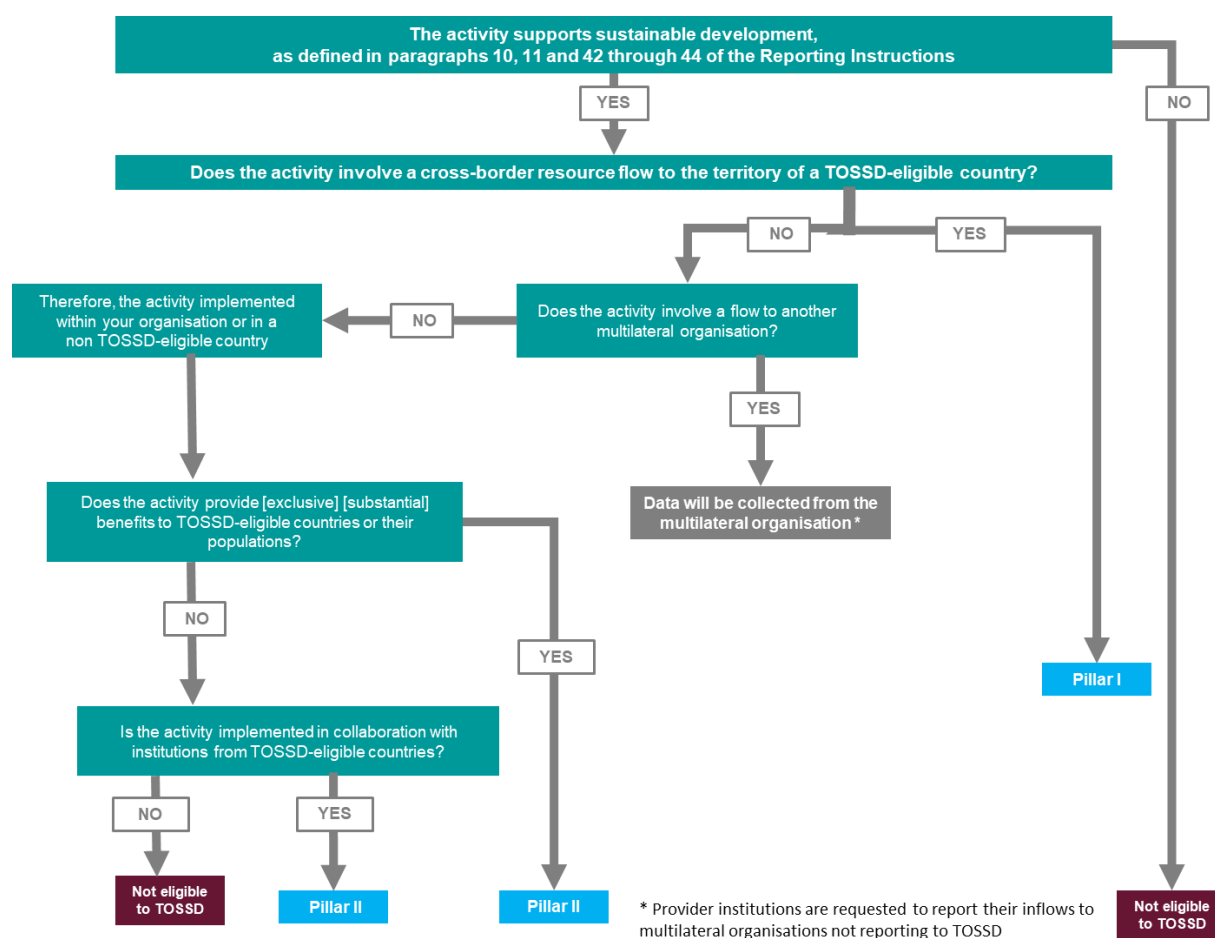 The activity supports sustainable development,
as defined in paragraphs 10, 11 and 42 through 44 of the Reporting Instructions
YES
NO
Does the activity involve a cross-border resource flow to the territory of a TOSSD-eligible country?
NO
YES
Therefore, the activity implemented
within your organisation or in a
non TOSSD-eligible country
NO
Does the activity involve a flow to another
multilateral organisation?
YES
Does the activity provide [exclusive] [substantial]
benefits to TOSSD-eligible countries or their
populations?
Data will be collected from the
multilateral organisation *
NO
YES
Pillar I
Is the activity implemented in collaboration with
institutions from TOSSD-eligible countries?
NO
YES
Not eligible
to TOSSD
Pillar II
Pillar II
* Provider institutions are requested to report their inflows to
multilateral organisations not reporting to TOSSD
Not eligible
to TOSSD